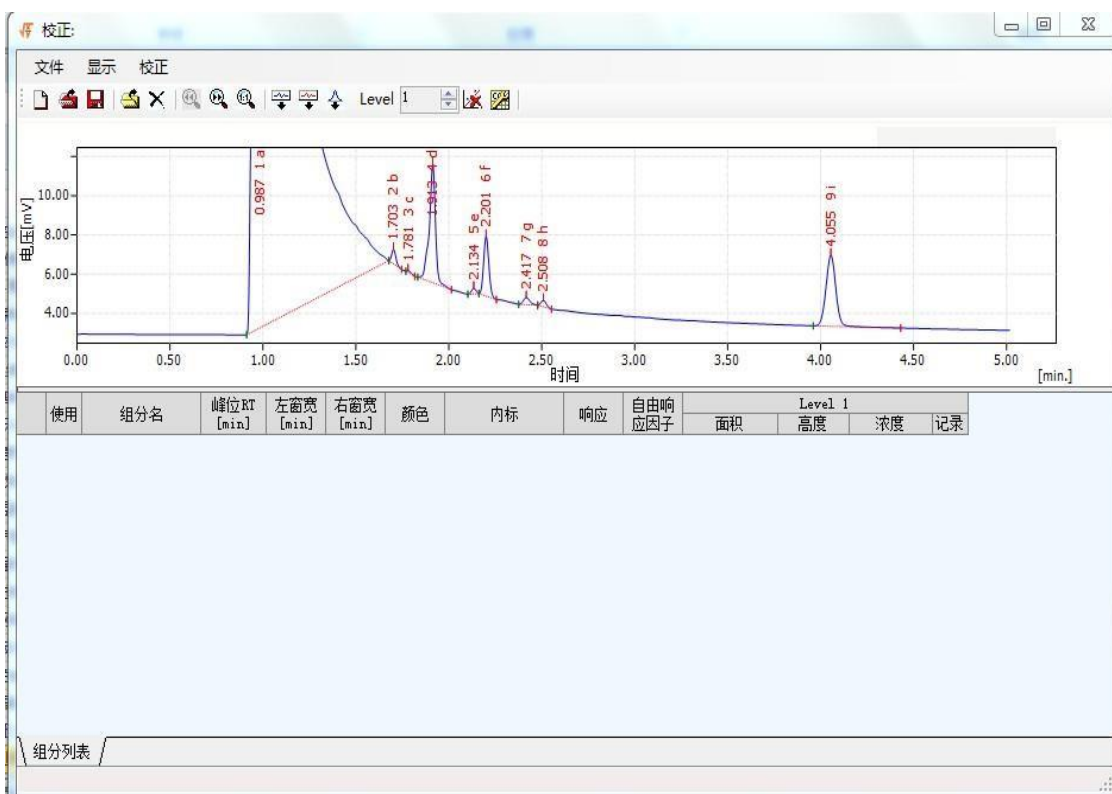 校正:
文件 显示 校正
Level 1
电压[mV]
10.00
8.00
6.00
4.00
0.987 1 a
1.703 2 b
1.781 3 c
1.913 4 d
2.134 5 e
2.201 6 f
2.417 7 g
2.508 8 h
4.055 9 i
0.00 0.50 1.00 1.50 2.00 2.50 3.00 3.50 4.00 4.50 5.00
时间
[min.]
使用 组分名 峰位RT [min] 左窗宽 [min] 右窗宽 [min] 颜色 内标 响应 自由响应因子 Level 1
面积 高度 浓度 记录
组分列表